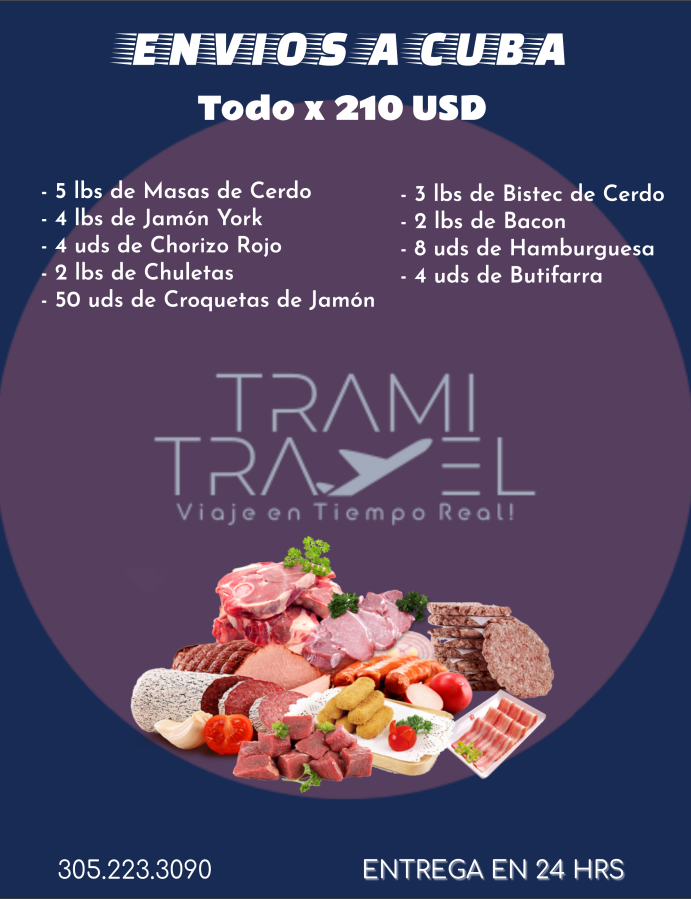 ENVIOS A CUBA
Todo x 210 USD
- 5 lbs de Masas de Cerdo
- 4 lbs de Jamón York
- 4 uds de Chorizo Rojo
- 2 lbs de Chuletas
- 50 uds de Croquetas de Jamón
- 3 lbs de Bistec de Cerdo
- 2 lbs de Bacon
- 8 uds de Hamburguesa
- 4 uds de Butifarra
TRAMI
TRAVEL
Viaje en Tiempo Real!
305.223.3090
ENTREGA EN 24 HRS